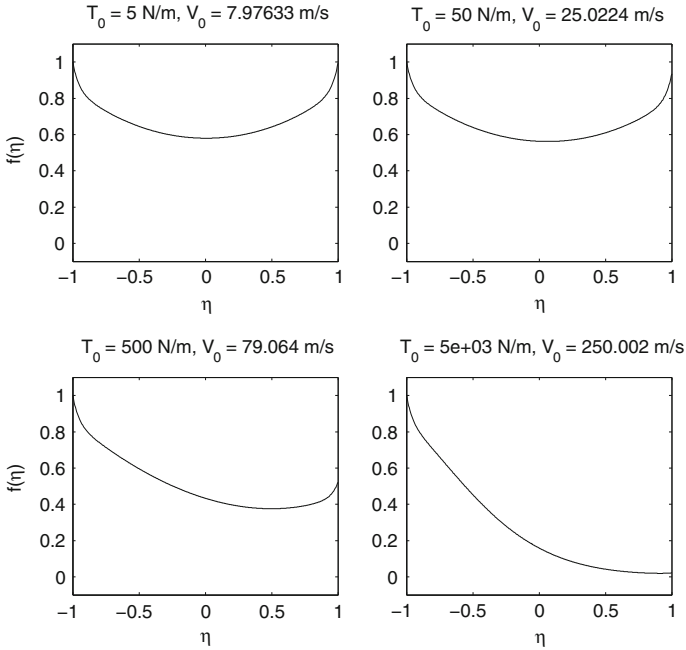 T₀ = 5 N/m, V₀ = 7.97633 m/s
1
0.8
0.6
0.4
0.2
0
f(η)
−1 −0.5 0 0.5 1
η
T₀ = 50 N/m, V₀ = 25.0224 m/s
1
0.8
0.6
0.4
0.2
0
−1 −0.5 0 0.5 1
η
T₀ = 500 N/m, V₀ = 79.064 m/s
1
0.8
0.6
0.4
0.2
0
f(η)
−1 −0.5 0 0.5 1
η
T₀ = 5e+03 N/m, V₀ = 250.002 m/s
1
0.8
0.6
0.4
0.2
0
−1 −0.5 0 0.5 1
η